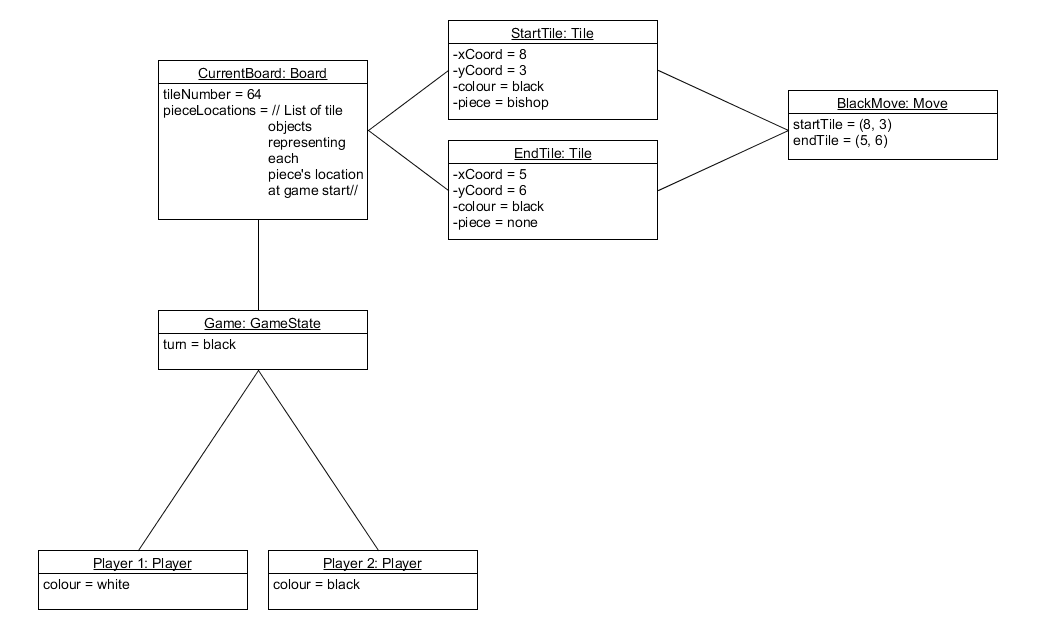 StartTile: Tile
-xCoord = 8
-yCoord = 3
-colour = black
-piece = bishop
CurrentBoard: Board
tileNumber = 64
pieceLocations = // List of tile
objects
representing
each
piece's location
at game start//
BlackMove: Move
startTile = (8, 3)
endTile = (5, 6)
EndTile: Tile
-xCoord = 5
-yCoord = 6
-colour = black
-piece = none
Game: GameState
turn = black
Player 1: Player
colour = white
Player 2: Player
colour = black